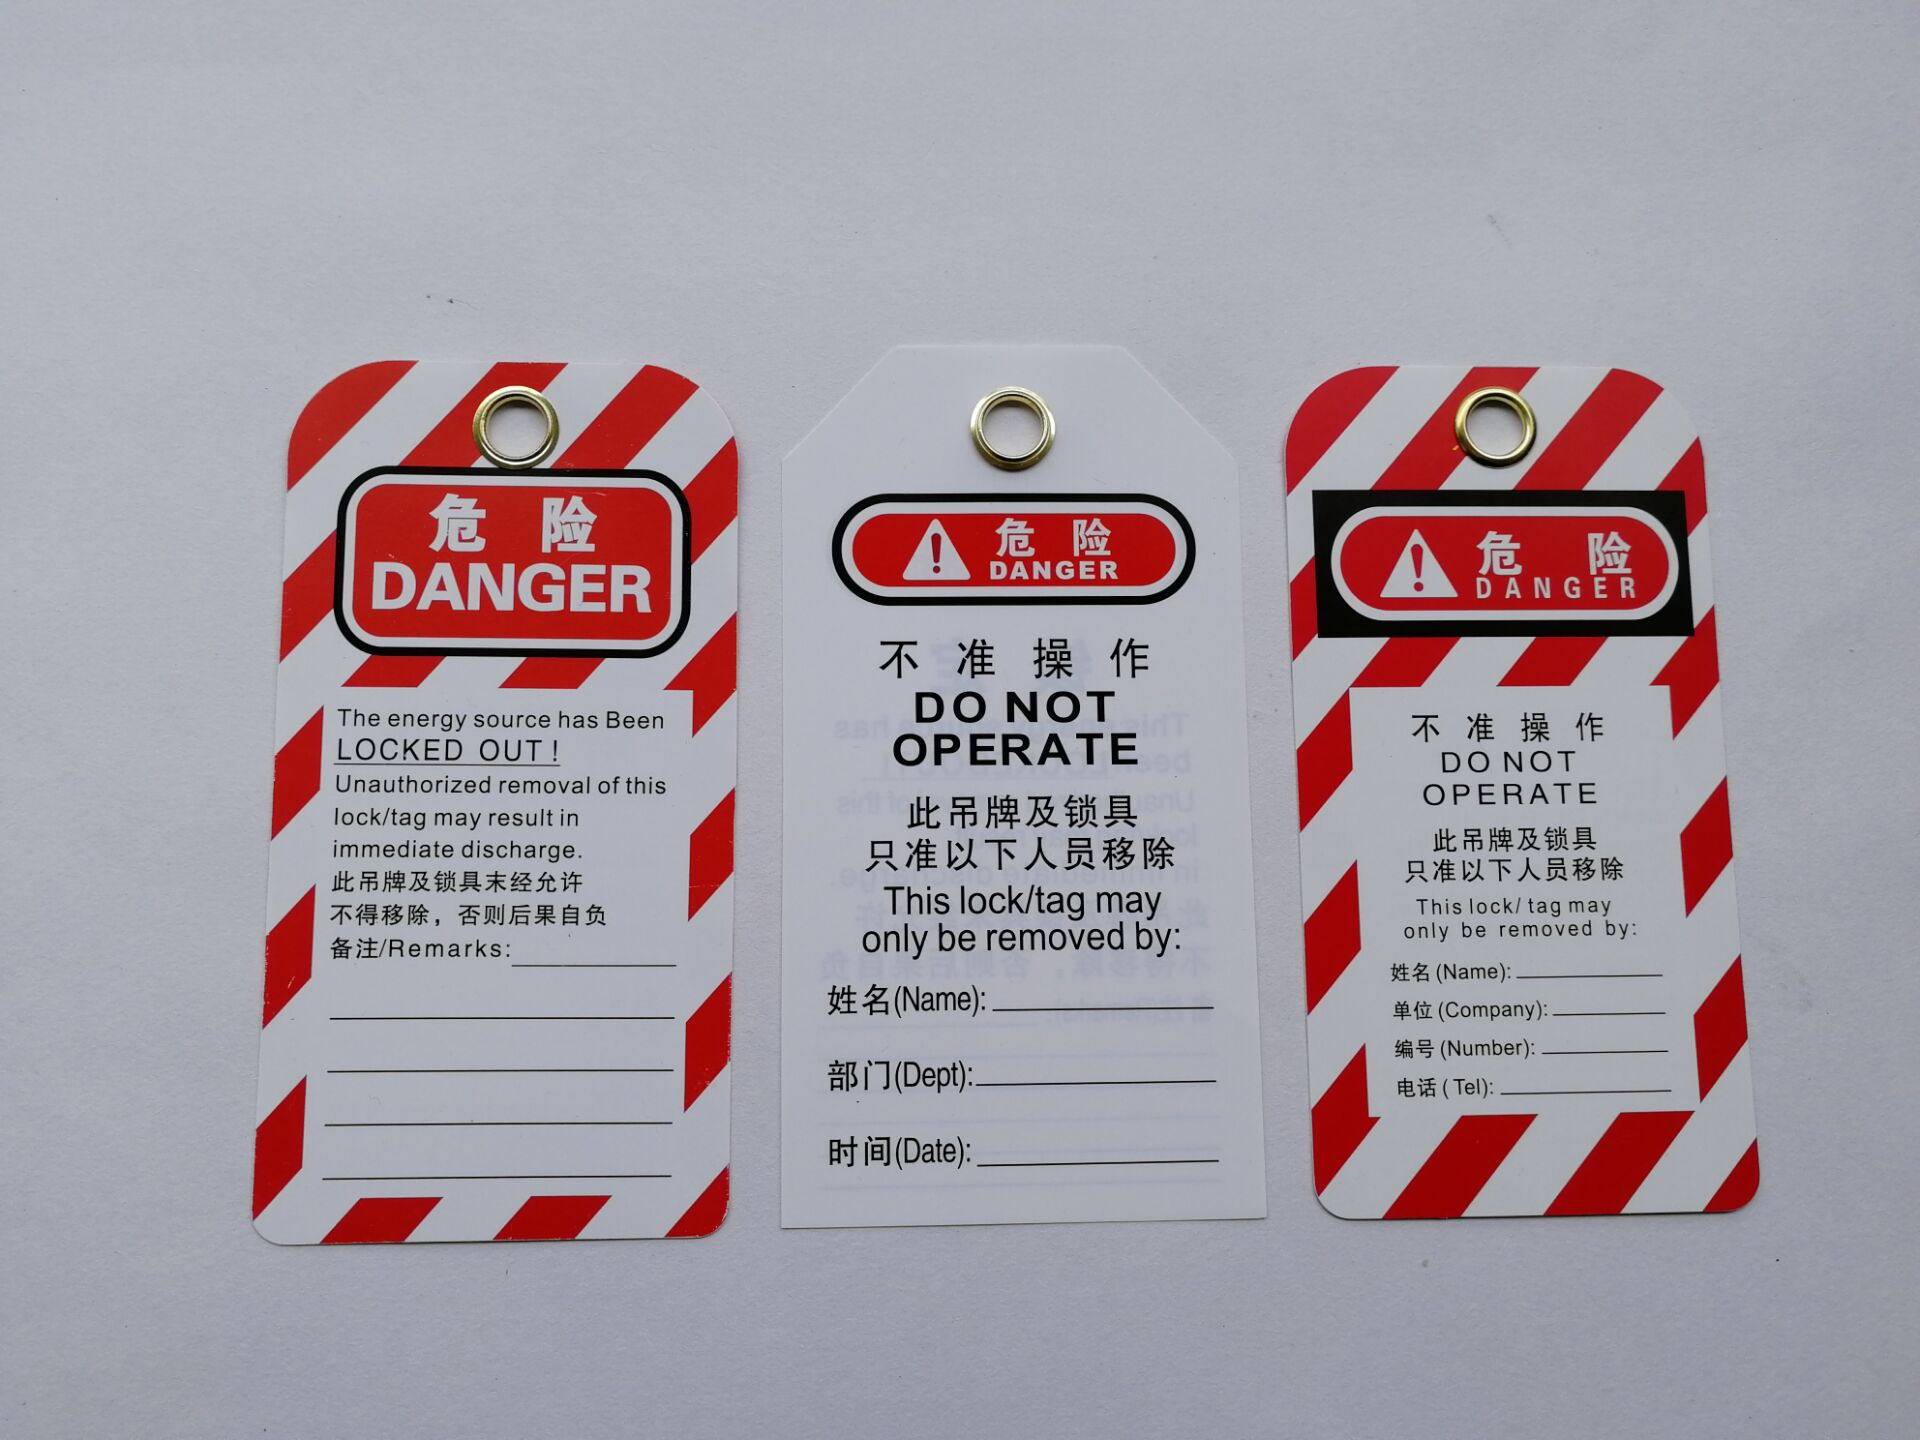 危 险
DANGER
The energy source has Been
LOCKED OUT!
Unauthorized removal of this
lock/tag may result in
immediate discharge.
此吊牌及锁具末经允许
不得移除，否则后果自负
备注/Remarks:
危 险
DANGER
不 准 操 作
DO NOT
OPERATE
此吊牌及锁具
只准以下人员移除
This lock/tag may
only be removed by:
姓名(Name):
部门(Dept):
时间(Date):
危 险
DANGER
不 准 操 作
DO NOT
OPERATE
此吊牌及锁具
只准以下人员移除
This lock/ tag may
only be removed by:
姓名(Name):
单位(Company):
编号(Number):
电话( Tel):